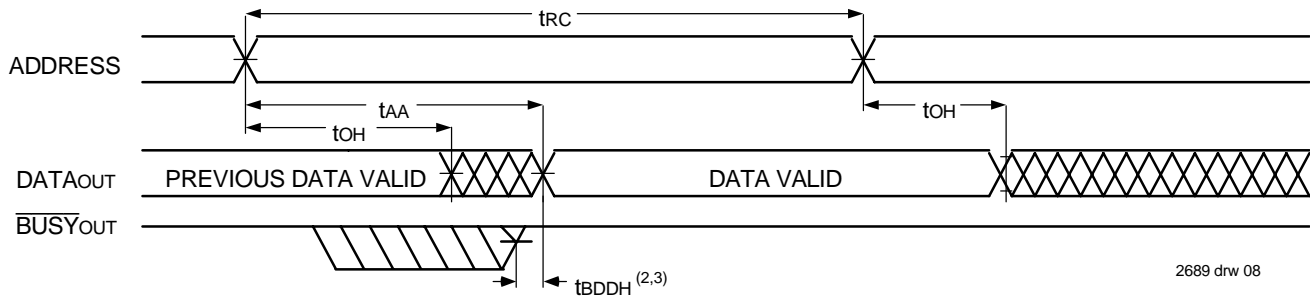 tRC
ADDRESS
tAA
tOH
tOH
DATAOUT
PREVIOUS DATA VALID
DATA VALID
BUSYOUT
tBDDH (2,3)
2689 drw 08